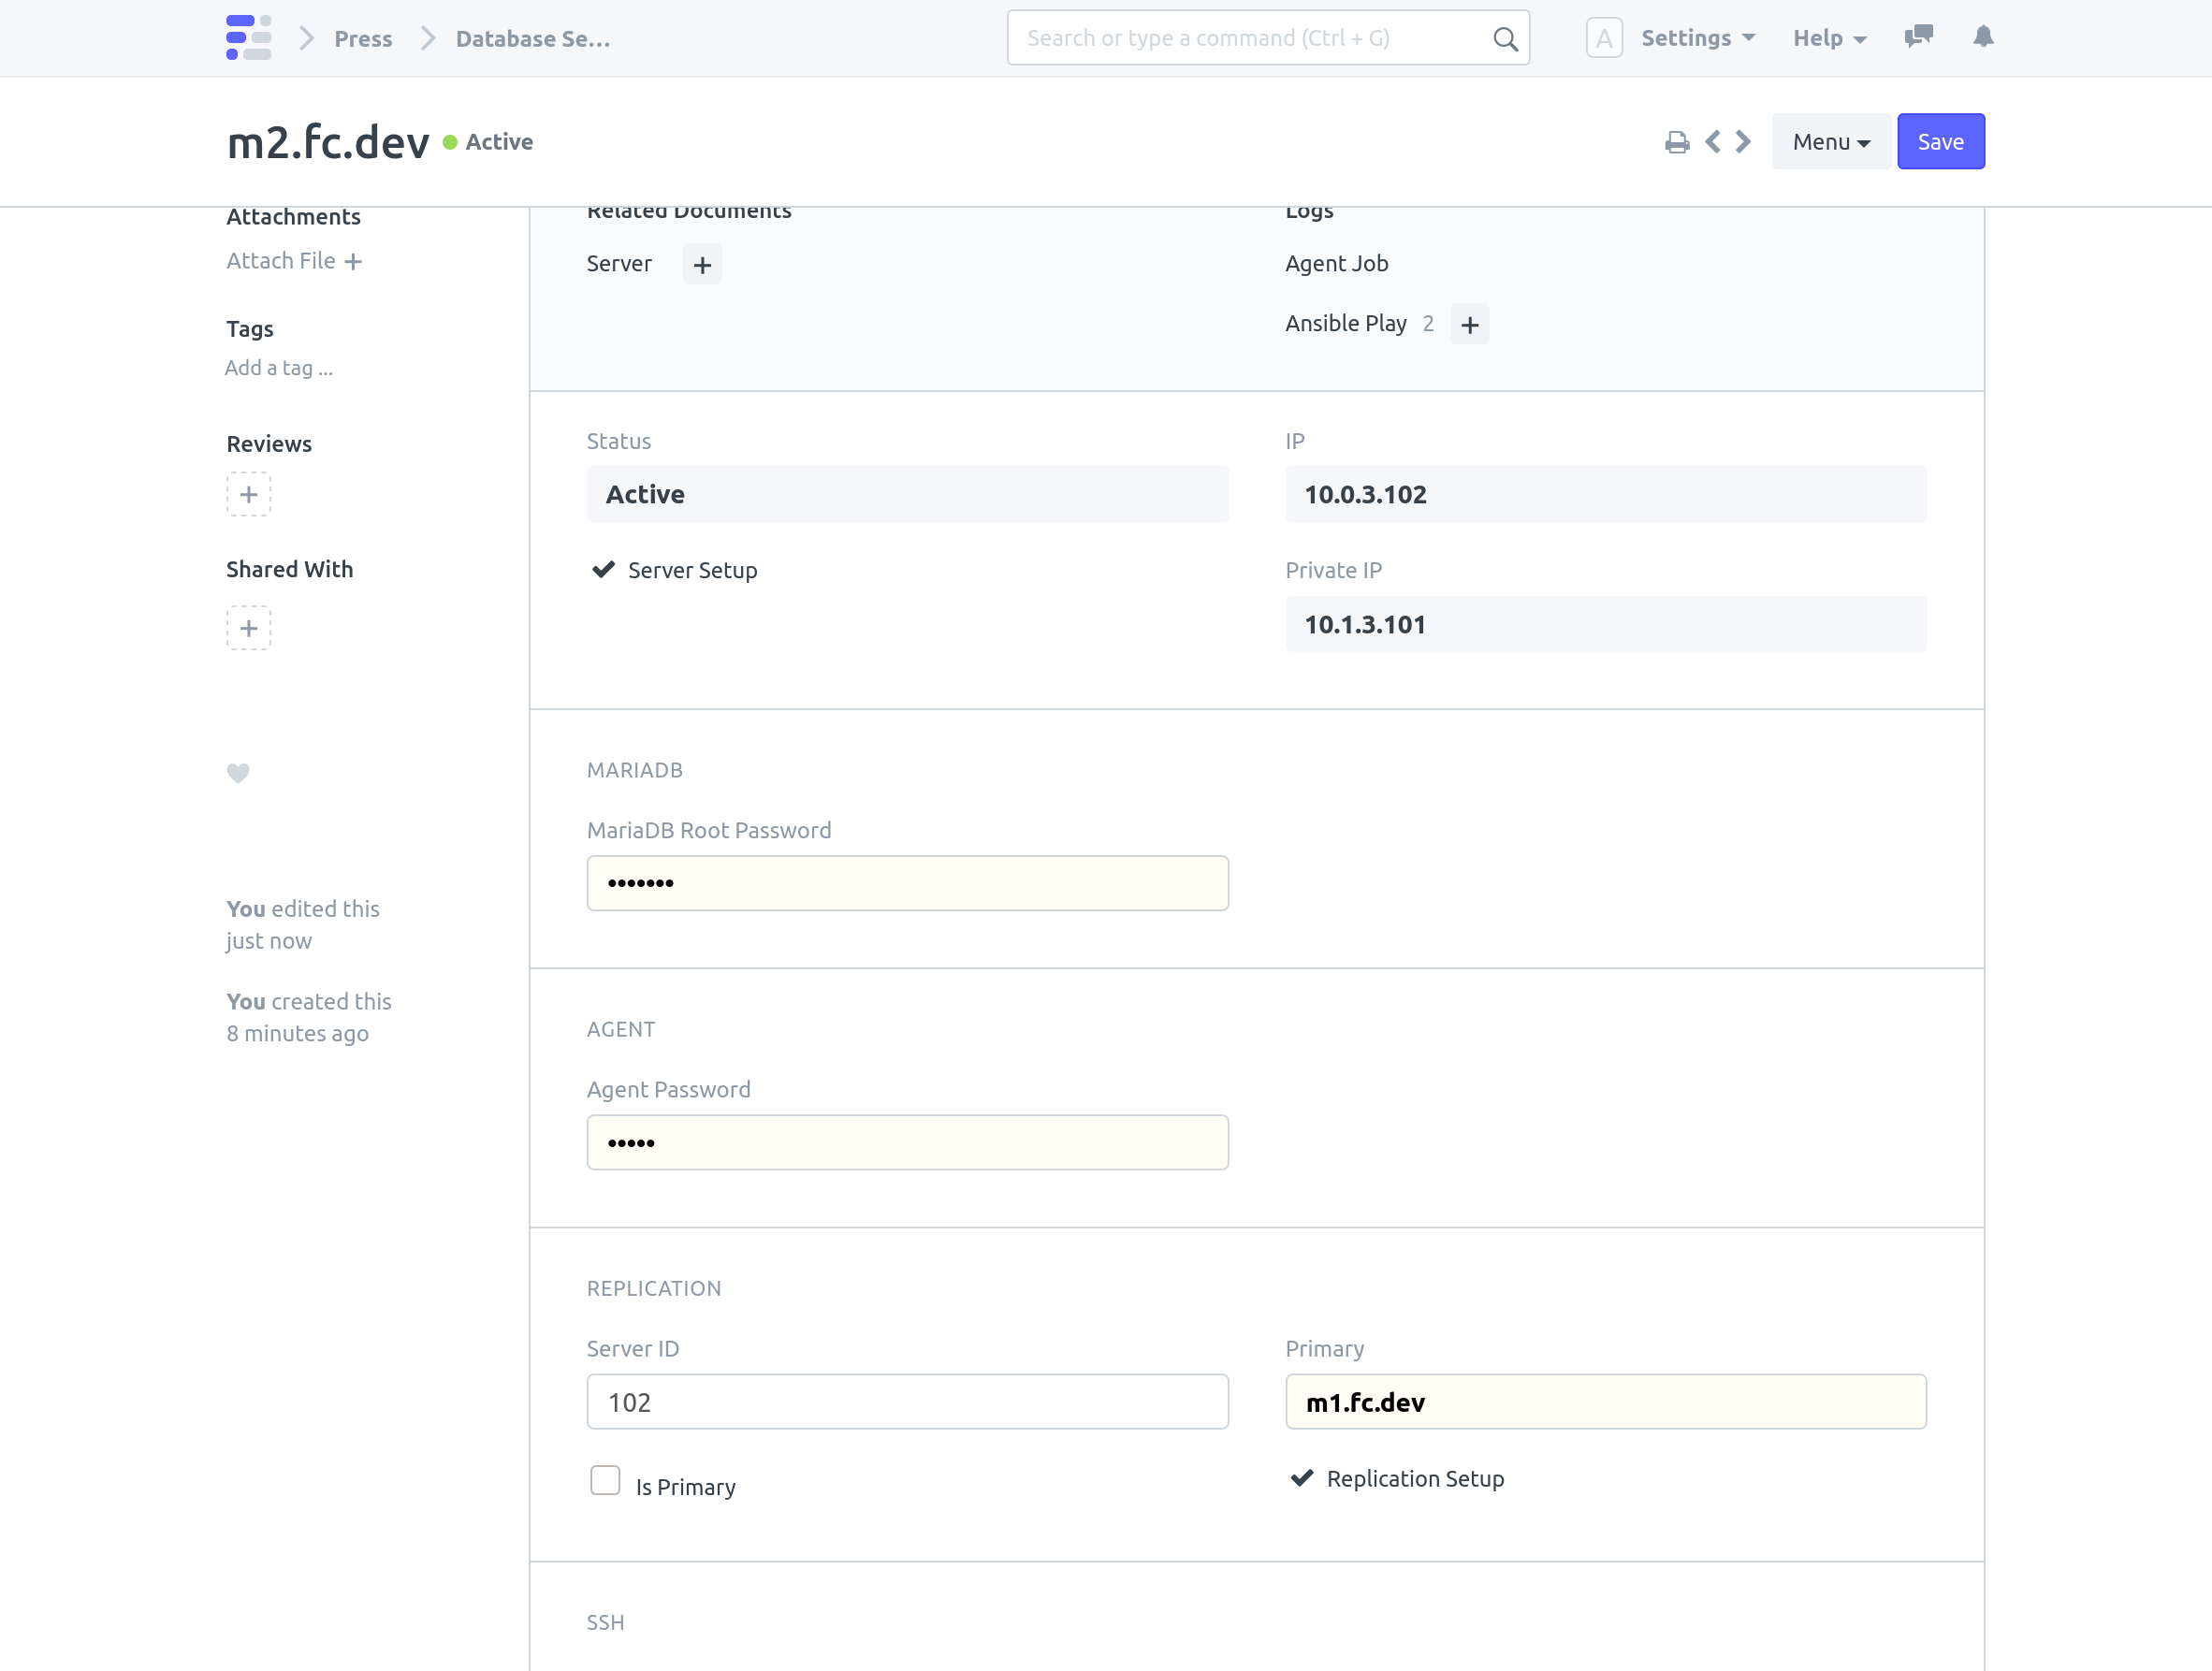 Press
Database Se...
Search or type a command (Ctrl + G)
A
Settings
Help
m2.fc.dev
Active
Menu
Save
Attachments
Attach File +
Tags
Add a tag ...
Reviews
+
Shared With
+
You edited this
just now
You created this
8 minutes ago
Related Documents
Server +
Logs
Agent Job
Ansible Play 2 +
Status
Active
Server Setup
IP
10.0.3.102
Private IP
10.1.3.101
MARIADB
MariaDB Root Password
•••••••
AGENT
Agent Password
•••••
REPLICATION
Server ID
102
Is Primary
Primary
m1.fc.dev
Replication Setup
SSH